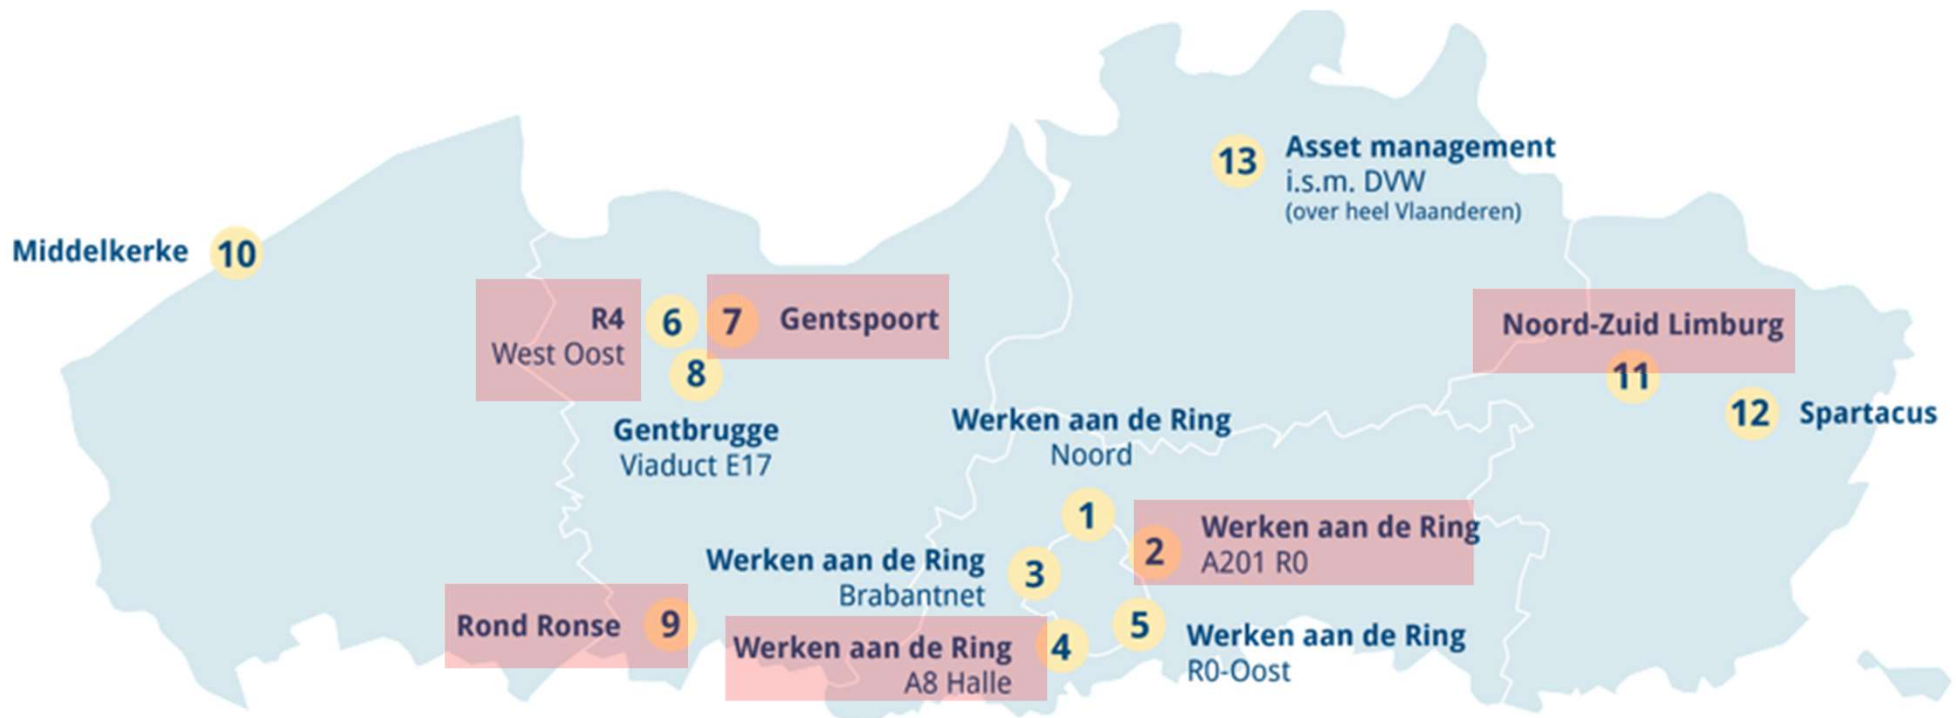 13 Asset management
i.s.m. DVW
(over heel Vlaanderen)
Middelkerke 10
R4
West Oost
6
7 Gentspoort
8
Gentbrugge
Viaduct E17
Noord-Zuid Limburg
11
12 Spartacus
Werken aan de Ring
Noord
1
2 Werken aan de Ring
A201 R0
Werken aan de Ring 3
Brabantnet
Rond Ronse 9
Werken aan de Ring 4
A8 Halle
5 Werken aan de Ring
R0-Oost